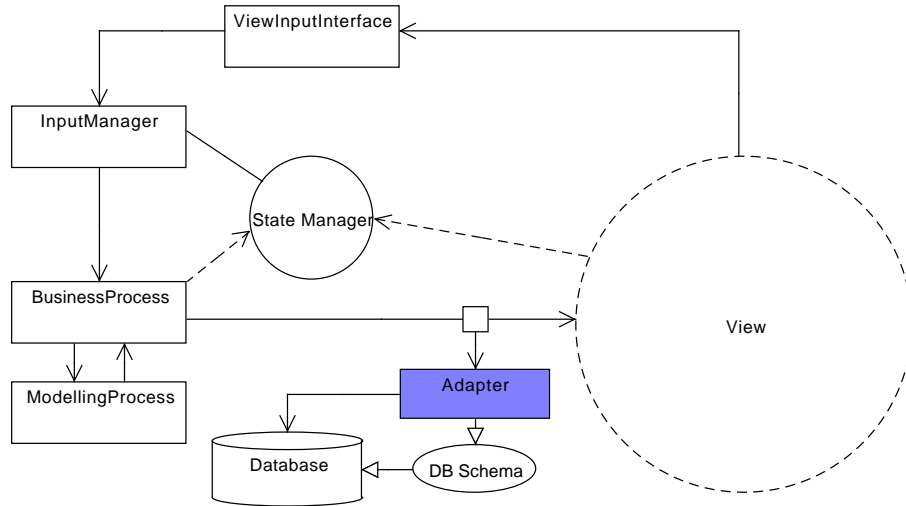 ViewInputInterface
InputManager
State Manager
BusinessProcess
View
ModellingProcess
Adapter
Database
DB Schema